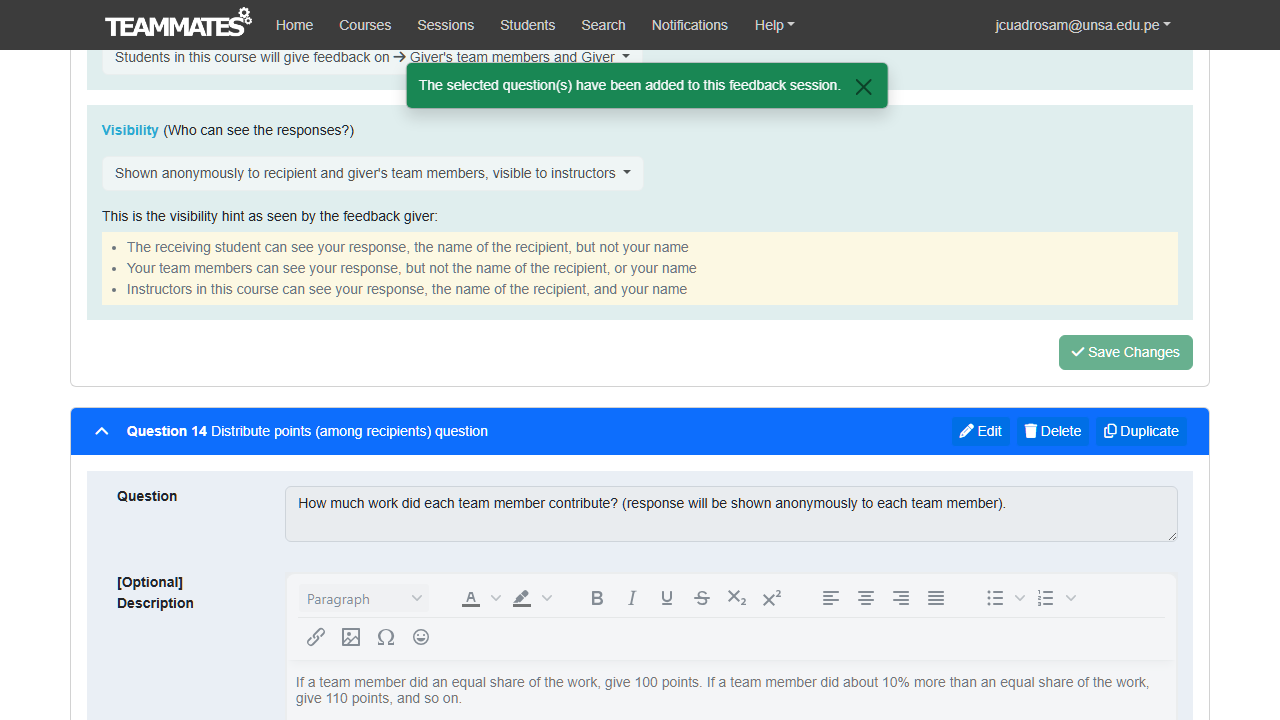 TEAMMATES Home Courses Sessions Students Search Notifications Help jcuadrosam@unsa.edu.pe
Students in this course will give feedback on → Giver's team members and Giver
The selected question(s) have been added to this feedback session.
Visibility (Who can see the responses?)
Shown anonymously to recipient and giver's team members, visible to instructors
This is the visibility hint as seen by the feedback giver:
• The receiving student can see your response, the name of the recipient, but not your name
• Your team members can see your response, but not the name of the recipient, or your name
• Instructors in this course can see your response, the name of the recipient, and your name
Save Changes
Question 14 Distribute points (among recipients) question Edit Delete Duplicate
Question
How much work did each team member contribute? (response will be shown anonymously to each team member).
[Optional]
Description
Paragraph
If a team member did an equal share of the work, give 100 points. If a team member did about 10% more than an equal share of the work,
give 110 points, and so on.